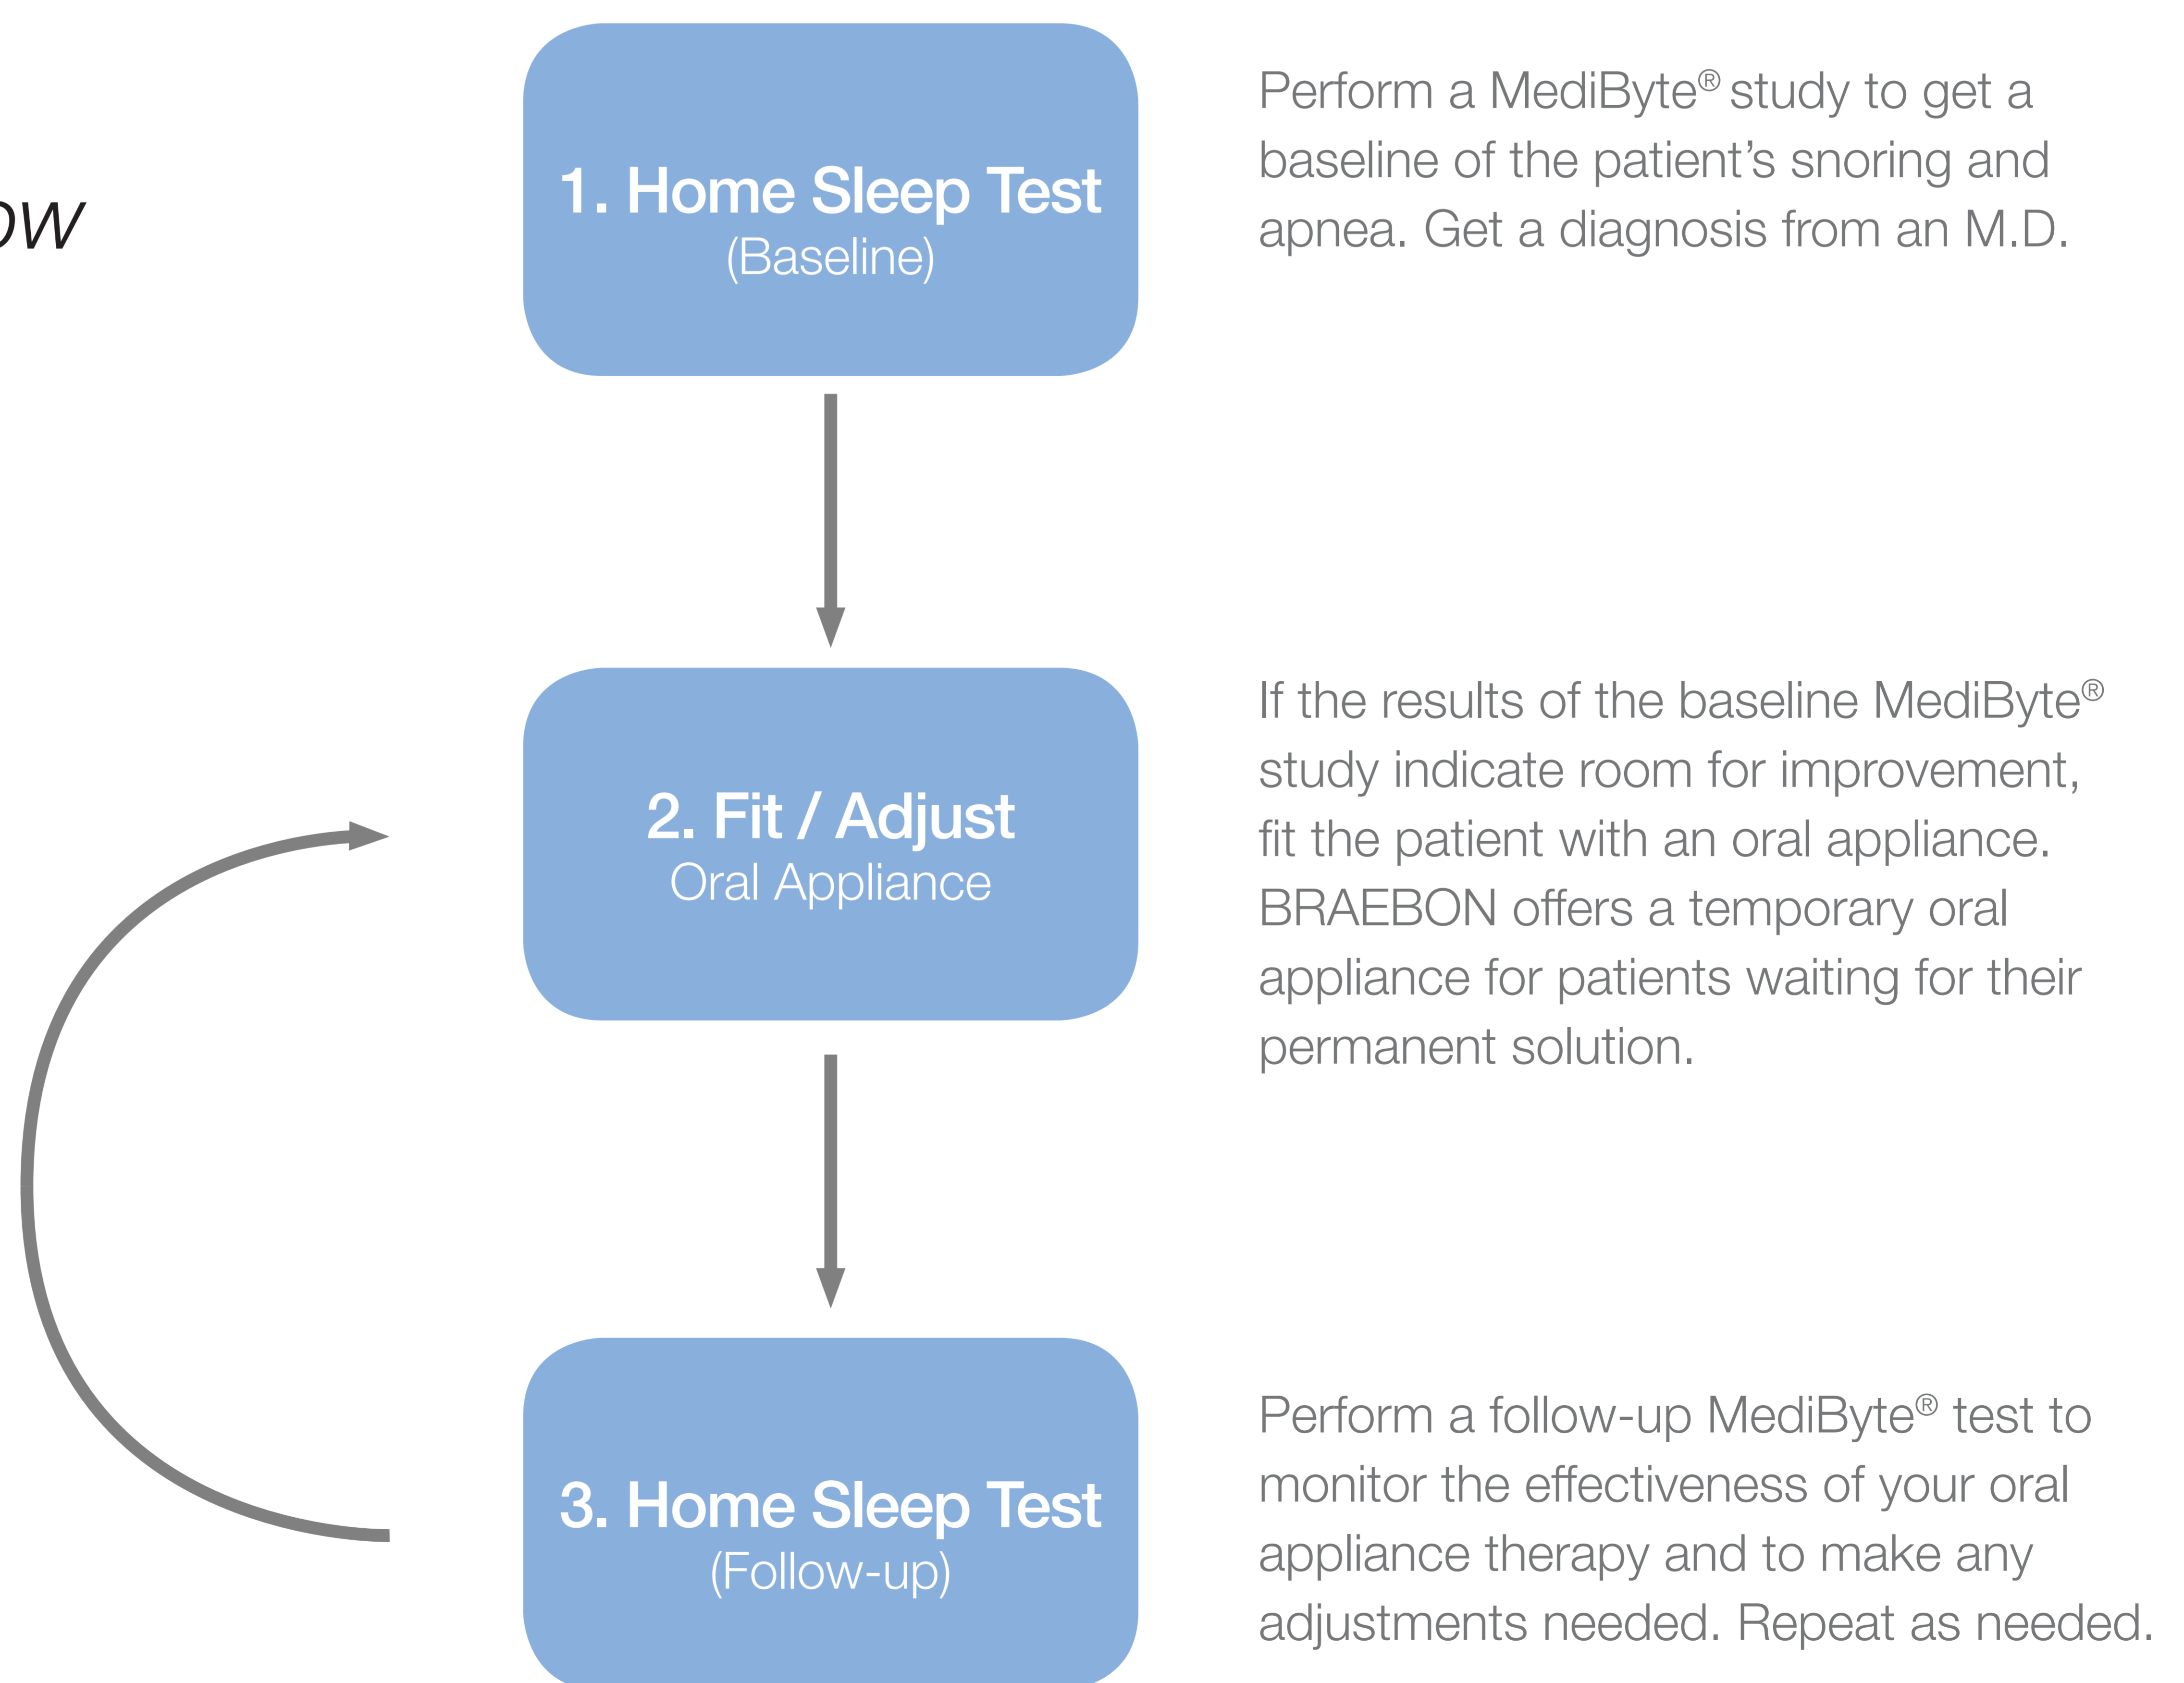 ow
1. Home Sleep Test
(Baseline)
Perform a MediByte® study to get a
baseline of the patient’s snoring and
apnea. Get a diagnosis from an M.D.
2. Fit / Adjust
Oral Appliance
If the results of the baseline MediByte®
study indicate room for improvement,
fit the patient with an oral appliance.
BRAEBON offers a temporary oral
appliance for patients waiting for their
permanent solution.
3. Home Sleep Test
(Follow-up)
Perform a follow-up MediByte® test to
monitor the effectiveness of your oral
appliance therapy and to make any
adjustments needed. Repeat as needed.